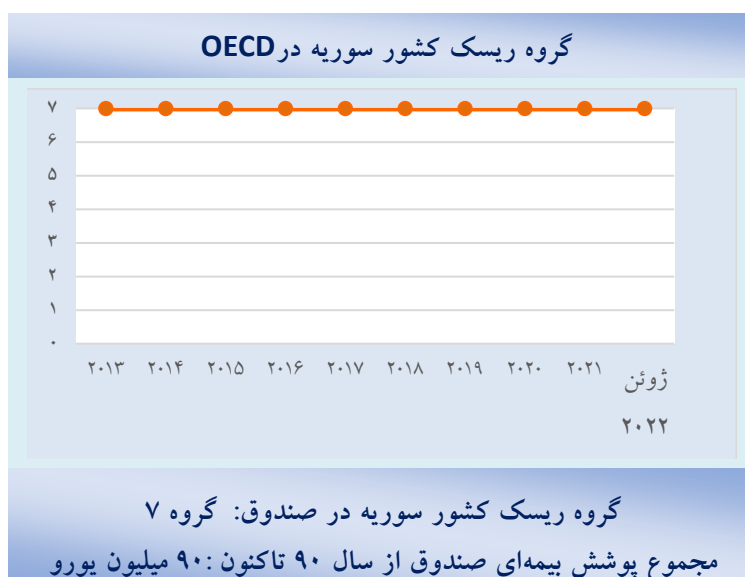 گروه ریسک کشور سوریه در OECD
۷
۶
۵
۴
۳
۲
۱
۰
۲۰۱۳ ۲۰۱۴ ۲۰۱۵ ۲۰۱۶ ۲۰۱۷ ۲۰۱۸ ۲۰۱۹ ۲۰۲۰ ۲۰۲۱ ژوئن
۲۰۲۲
گروه ریسک کشور سوریه در صندوق: گروه ۷
مجموع پوشش بیمه‌ای صندوق از سال ۹۰ تاکنون :۹۰ میلیون یورو